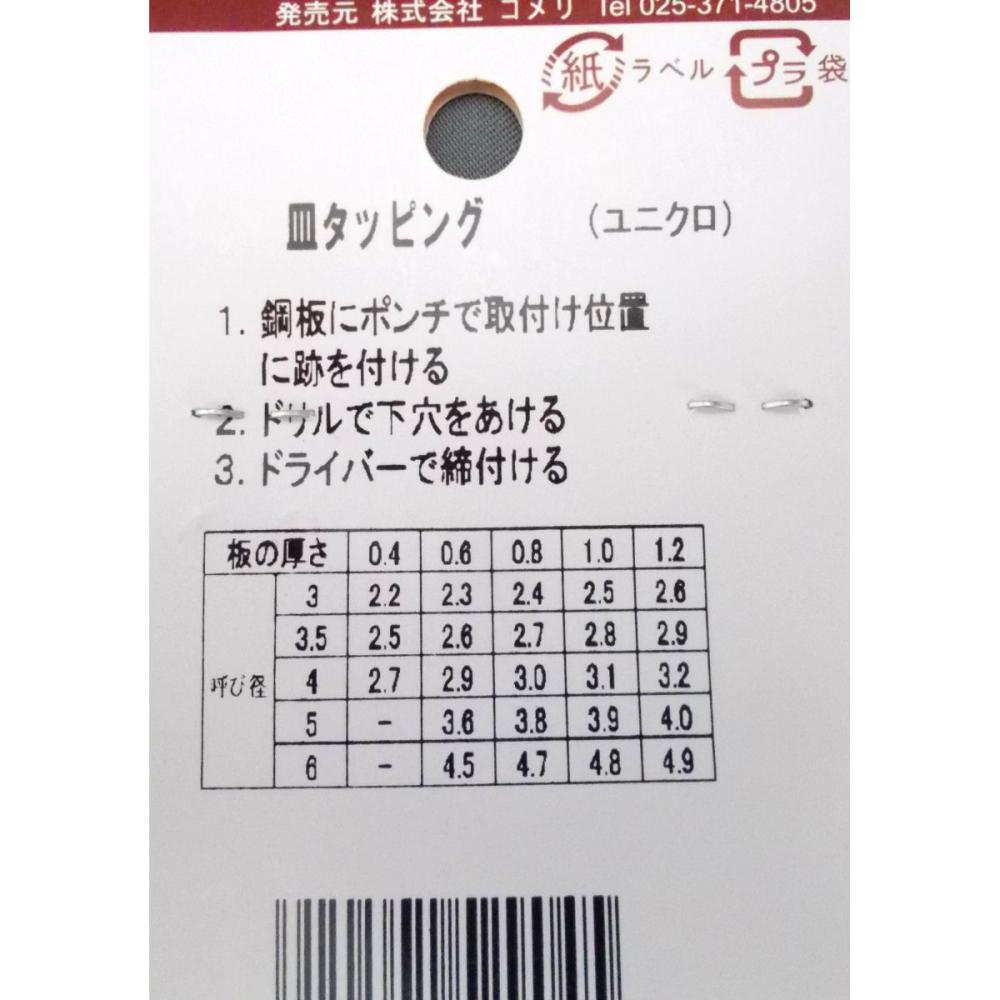 発売元 株式会社 コメリ Tel 025-371-4805
紙 ラベル プラ 袋
皿タッピング (ユニクロ)
1. 鋼板にポンチで取付け位置
に跡を付ける
2. ドリルで下穴をあける
3. ドライバーで締付ける
板の厚さ 0.4 0.6 0.8 1.0 1.2
3 2.2 2.3 2.4 2.5 2.6
3.5 2.5 2.6 2.7 2.8 2.9
呼び径 4 2.7 2.9 3.0 3.1 3.2
5 - 3.6 3.8 3.9 4.0
6 - 4.5 4.7 4.8 4.9